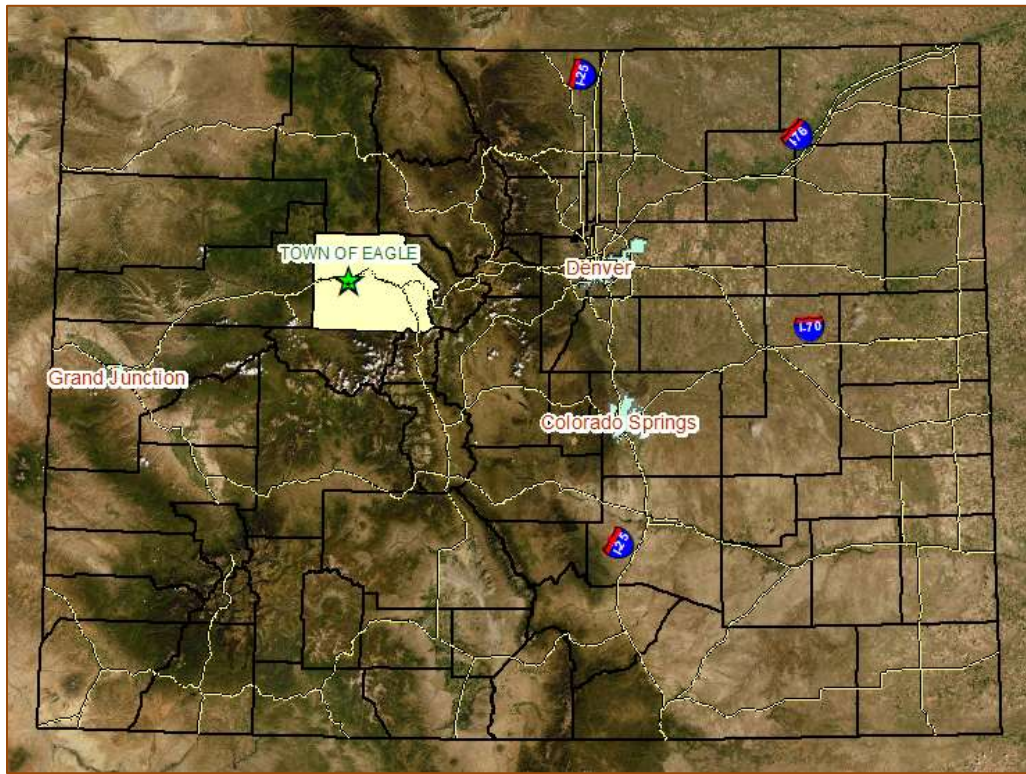 I-25
I-76
TOWN OF EAGLE
Denver
I-70
Grand Junction
Colorado Springs
I-25